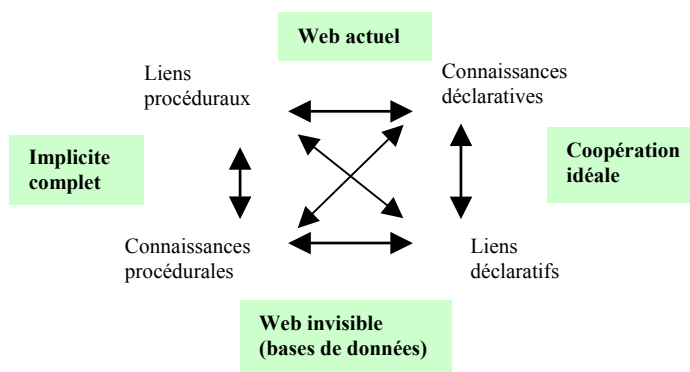 Web actuel
Liens
procéduraux
Connaissances
déclaratives
Implicite
complet
Coopération
idéale
Connaissances
procédurales
Liens
déclaratifs
Web invisible
(bases de données)